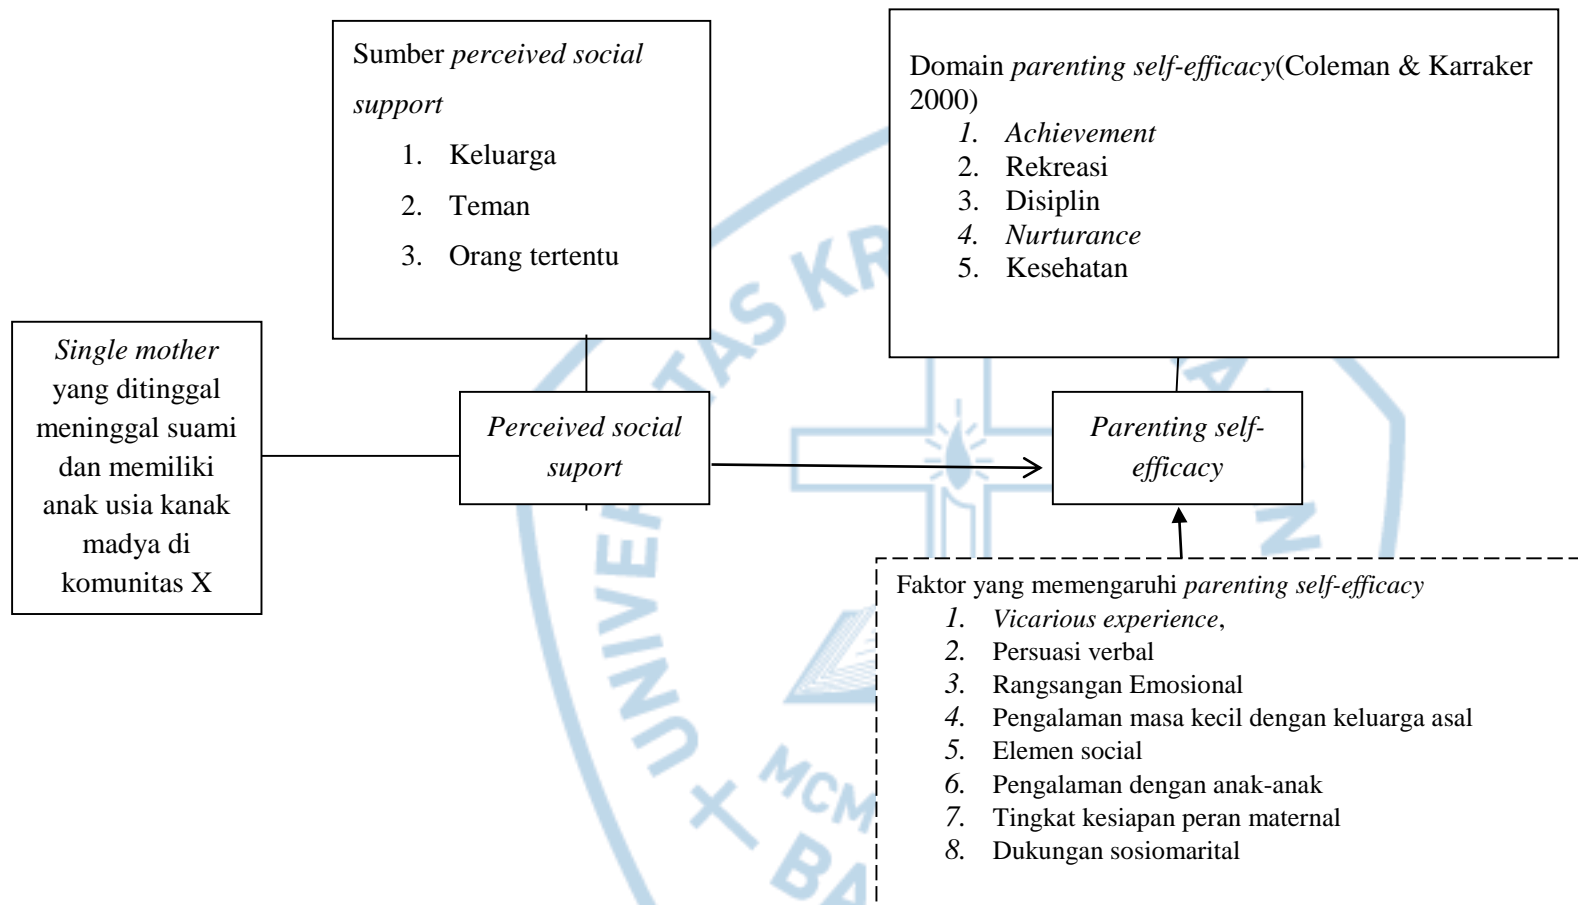 Sumber perceived social
support
1. Keluarga
2. Teman
3. Orang tertentu
Domain parenting self-efficacy(Coleman & Karraker
2000)
1. Achievement
2. Rekreasi
3. Disiplin
4. Nurturance
5. Kesehatan
Single mother
yang ditinggal
meninggal suami
dan memiliki
anak usia kanak
madya di
komunitas X
Perceived social
suport
Parenting self-
efficacy
Faktor yang memengaruhi parenting self-efficacy
1. Vicarious experience,
2. Persuasi verbal
3. Rangsangan Emosional
4. Pengalaman masa kecil dengan keluarga asal
5. Elemen social
6. Pengalaman dengan anak-anak
7. Tingkat kesiapan peran maternal
8. Dukungan sosiomarital